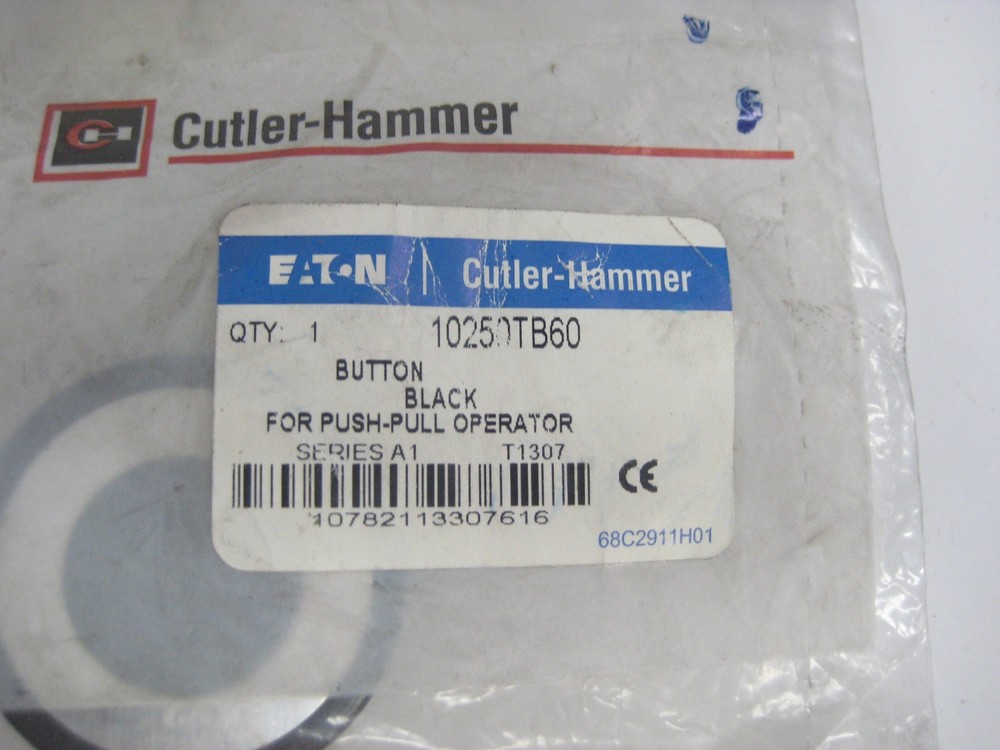 Cutler-Hammer
EATON | Cutler-Hammer
QTY: 1 10250TB60
BUTTON
BLACK
FOR PUSH-PULL OPERATOR
SERIES A1 T1307
CE
10782113307616
68C2911H01